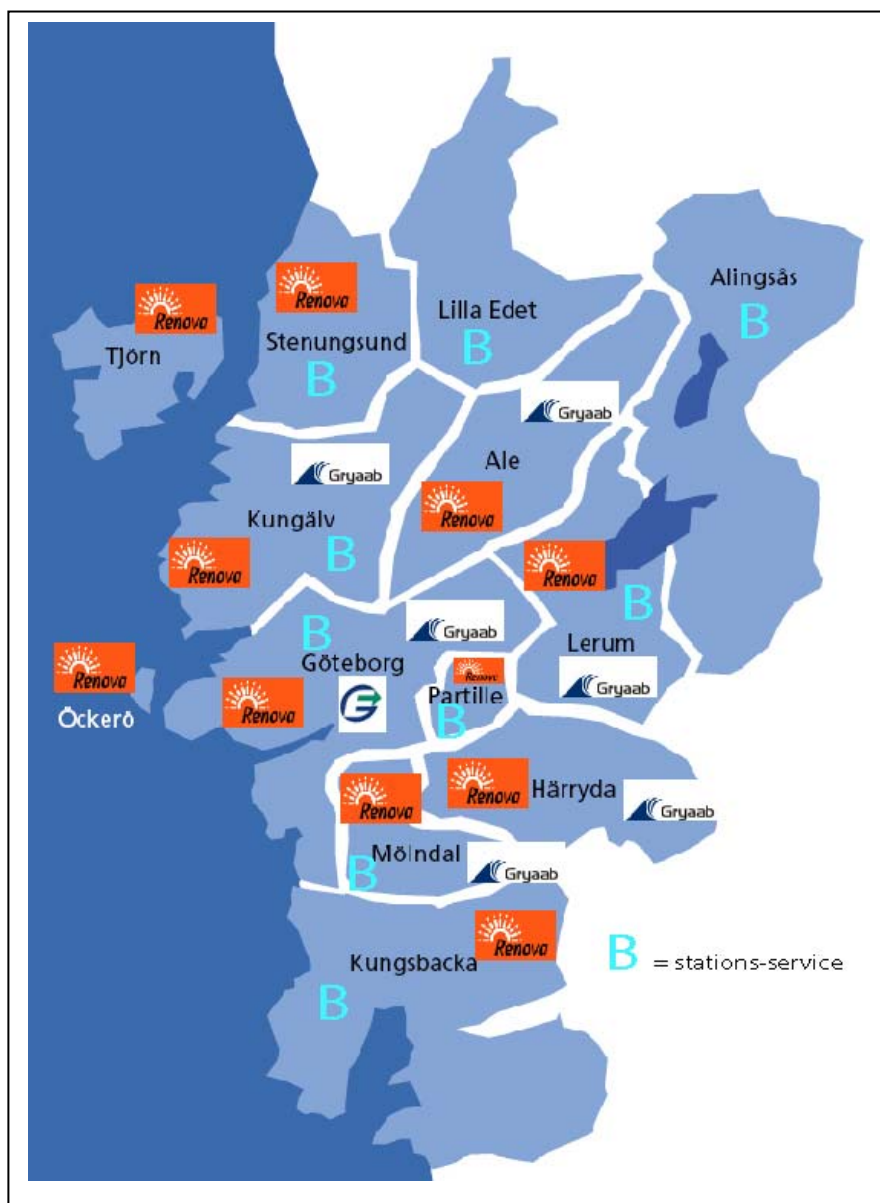 Alingsås
B
Renova
Lilla Edet
B
Renova
Tjörn
Stenungsund
B
Gryaab
Gryaab
Ale
Renova
Kungälv
B
Renova
Renova
B
Lerum
Gryaab
Gryaab
B
Göteborg
Renova
Renova
Öckerö
Renova
Partille
B
Renova
Härryda
Gryaab
Renova
Mölndal
B
Gryaab
Renova
Kungsbacka
B
B = stations-service